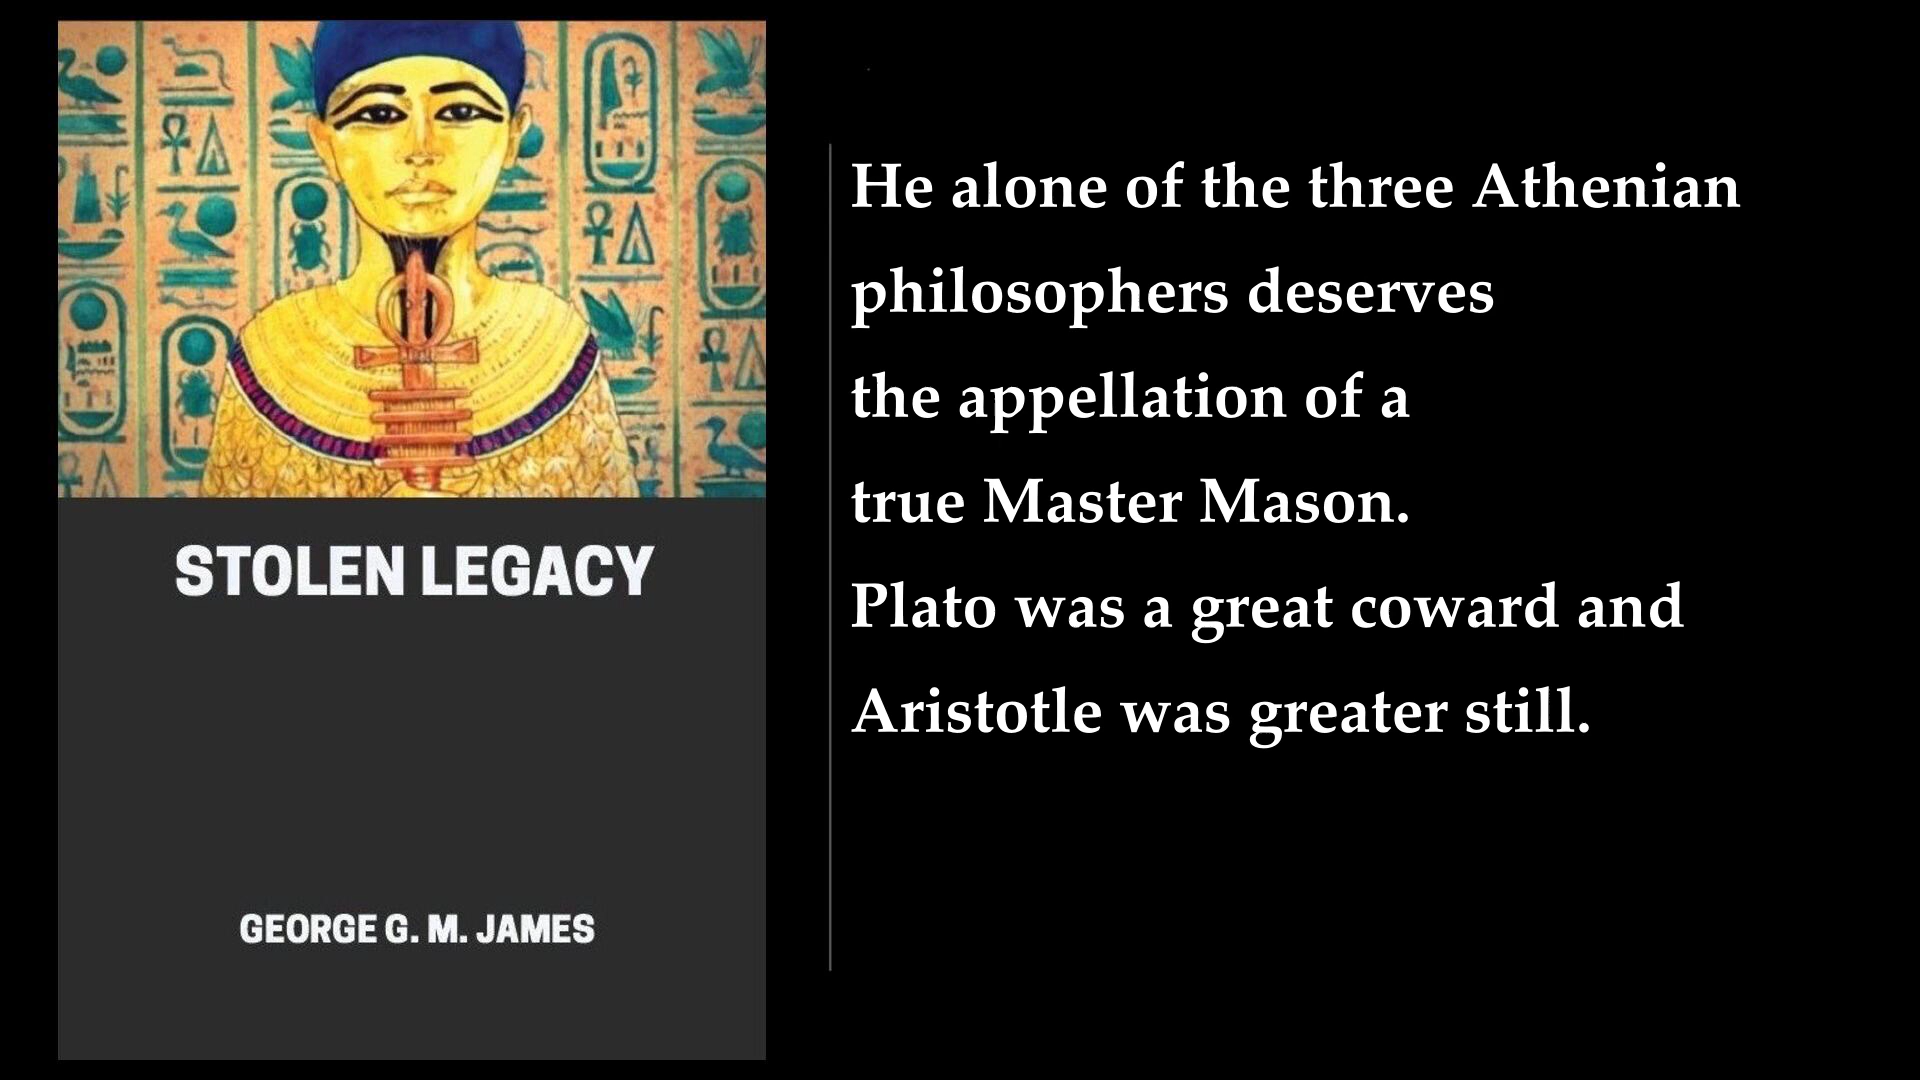 STOLEN LEGACY
GEORGE G. M. JAMES
He alone of the three Athenian
philosophers deserves
the appellation of a
true Master Mason.
Plato was a great coward and
Aristotle was greater still.